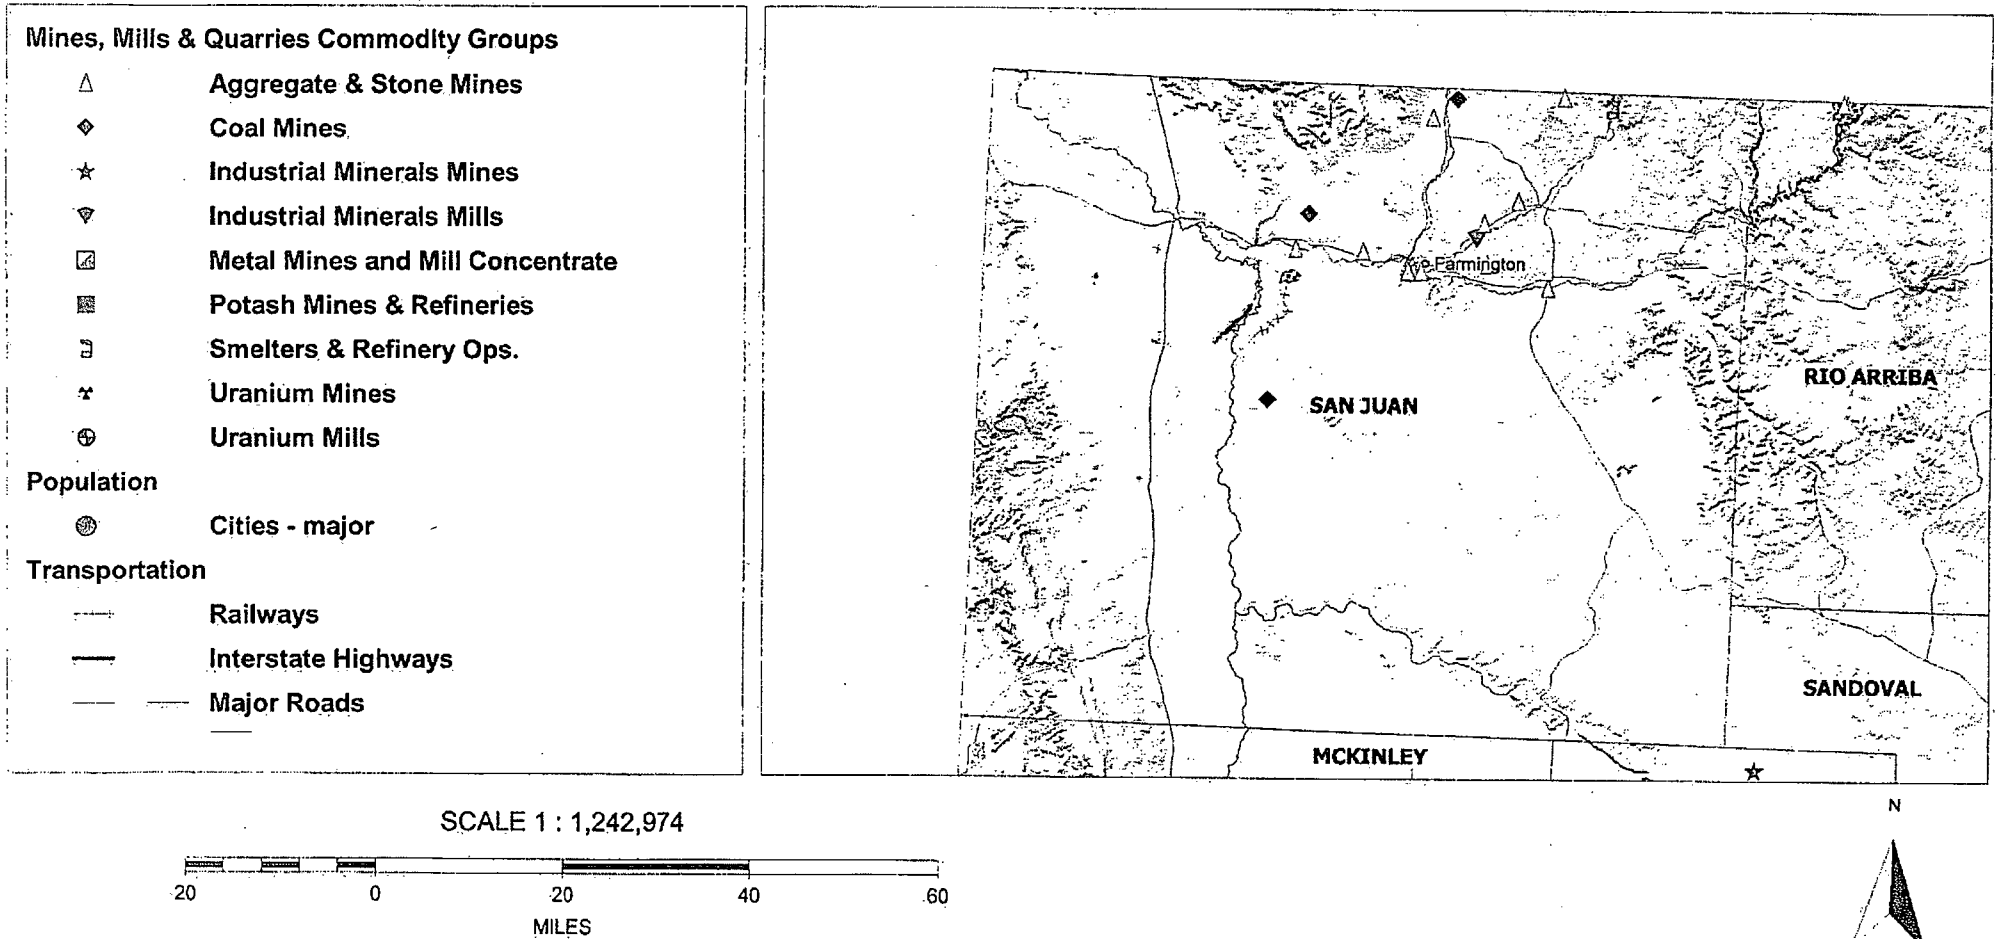 Mines, Mills & Quarries Commodity Groups
Aggregate & Stone Mines
Coal Mines
Industrial Minerals Mines
Industrial Minerals Mills
Metal Mines and Mill Concentrate
Potash Mines & Refineries
Smelters & Refinery Ops.
Uranium Mines
Uranium Mills
Population
Cities - major
Transportation
Railways
Interstate Highways
Major Roads
Farmington
RIO ARRIBA
SAN JUAN
SANDOVAL
MCKINLEY
SCALE 1 : 1,242,974
20 0 20 40 60
MILES
N